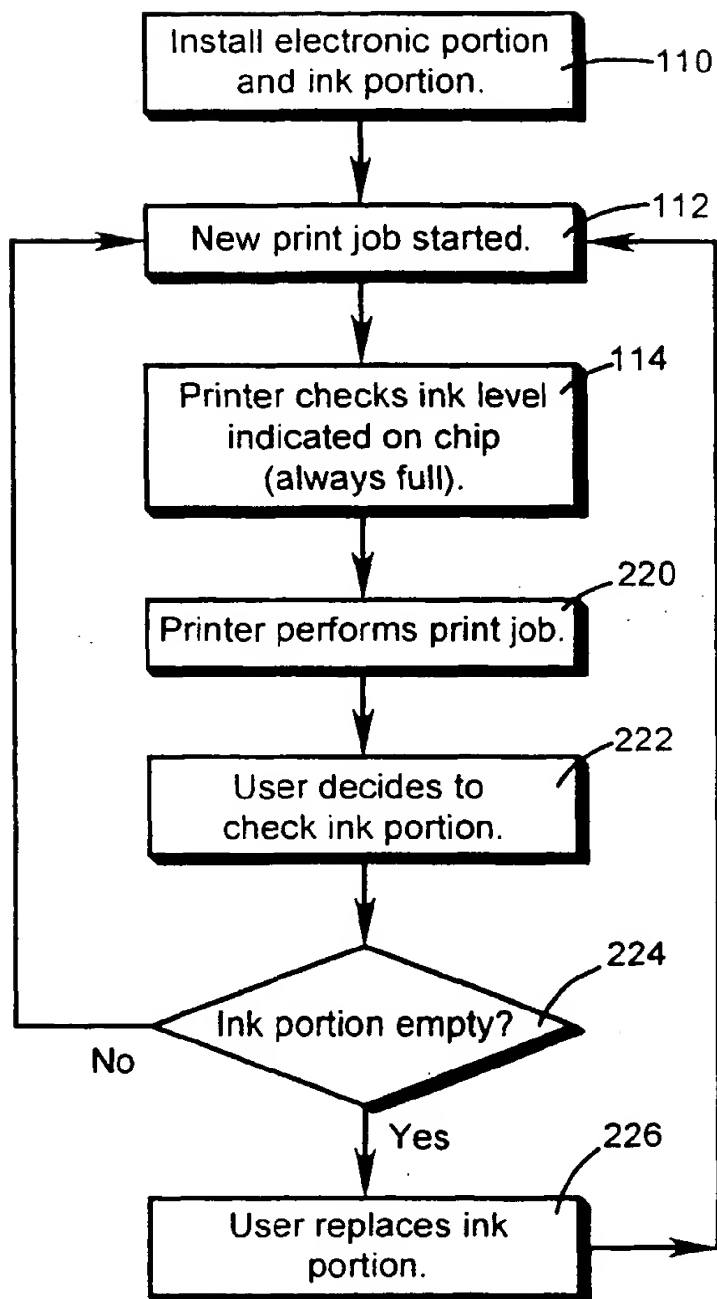 Install electronic portion
and ink portion.
110
New print job started.
112
Printer checks ink level
indicated on chip
(always full).
114
Printer performs print job.
220
User decides to
check ink portion.
222
Ink portion empty?
224
No
Yes
User replaces ink
portion.
226